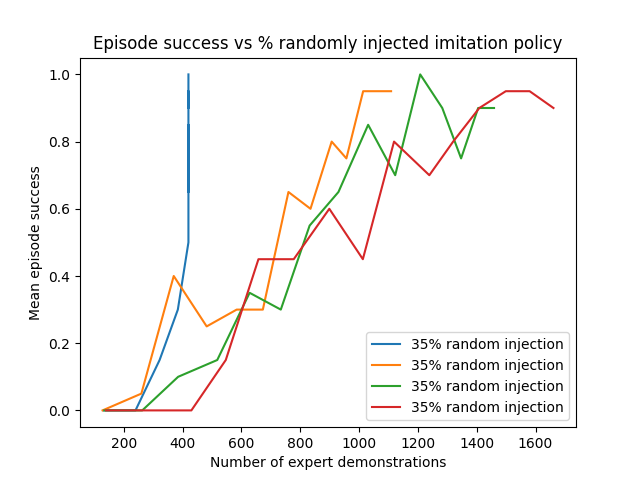 Episode success vs % randomly injected imitation policy
1.0
0.8
0.6
0.4
0.2
0.0
Mean episode success
35% random injection
35% random injection
35% random injection
35% random injection
200 400 600 800 1000 1200 1400 1600
Number of expert demonstrations